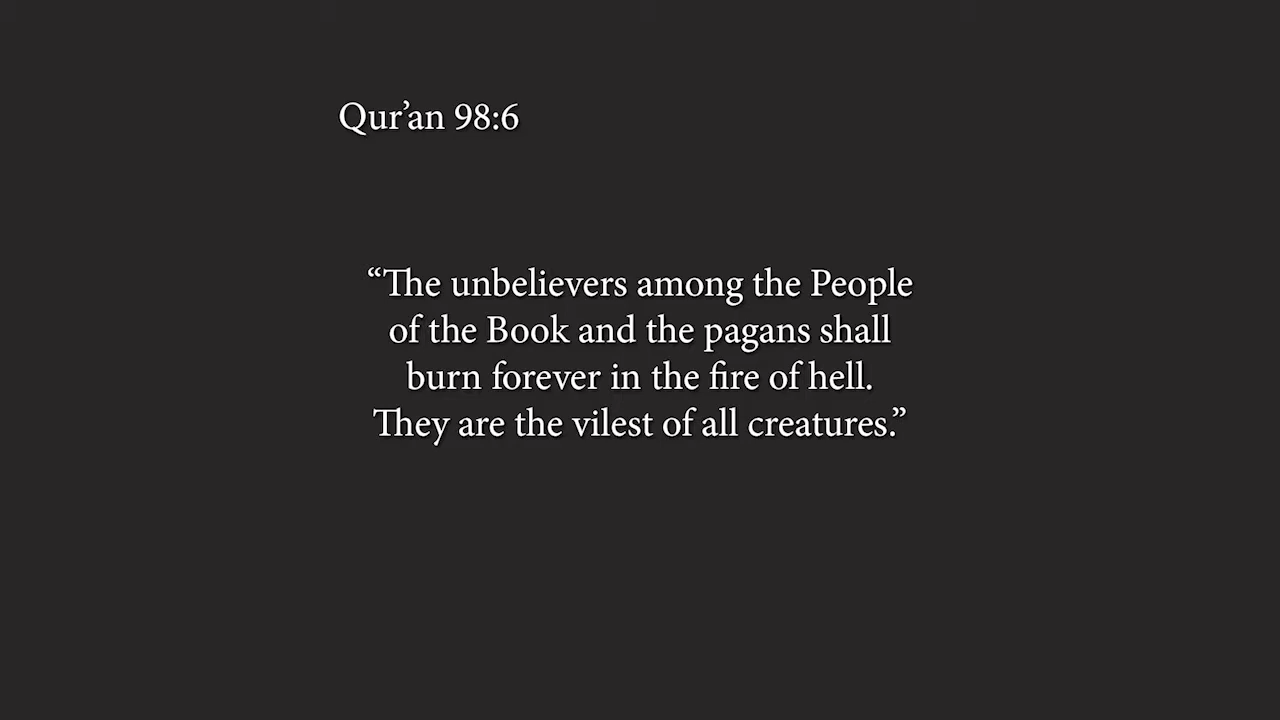 Qur’an 98:6
“The unbelievers among the People
of the Book and the pagans shall
burn forever in the fire of hell.
They are the vilest of all creatures.”